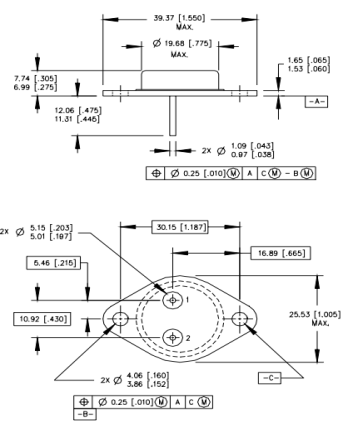 39.37 [1.550]
MAX.
Ø 19.68 [.775]
MAX.
7.74 [.305]
6.99 [.275]
1.65 [.065]
1.53 [.060]
-A-
12.06 [.475]
11.31 [.445]
2X Ø 1.09 [.043]
0.97 [.038]
⌖ Ø 0.25 [.010] Ⓜ A C Ⓜ - B Ⓜ
2X Ø 5.15 [.203]
5.01 [.197]
30.15 [1.187]
16.89 [.665]
5.46 [.215]
1
25.53 [1.005]
MAX.
10.92 [.430]
2
2X Ø 4.06 [.160]
3.86 [.152]
-C-
⌖ Ø 0.25 [.010] Ⓜ A C Ⓜ
-B-